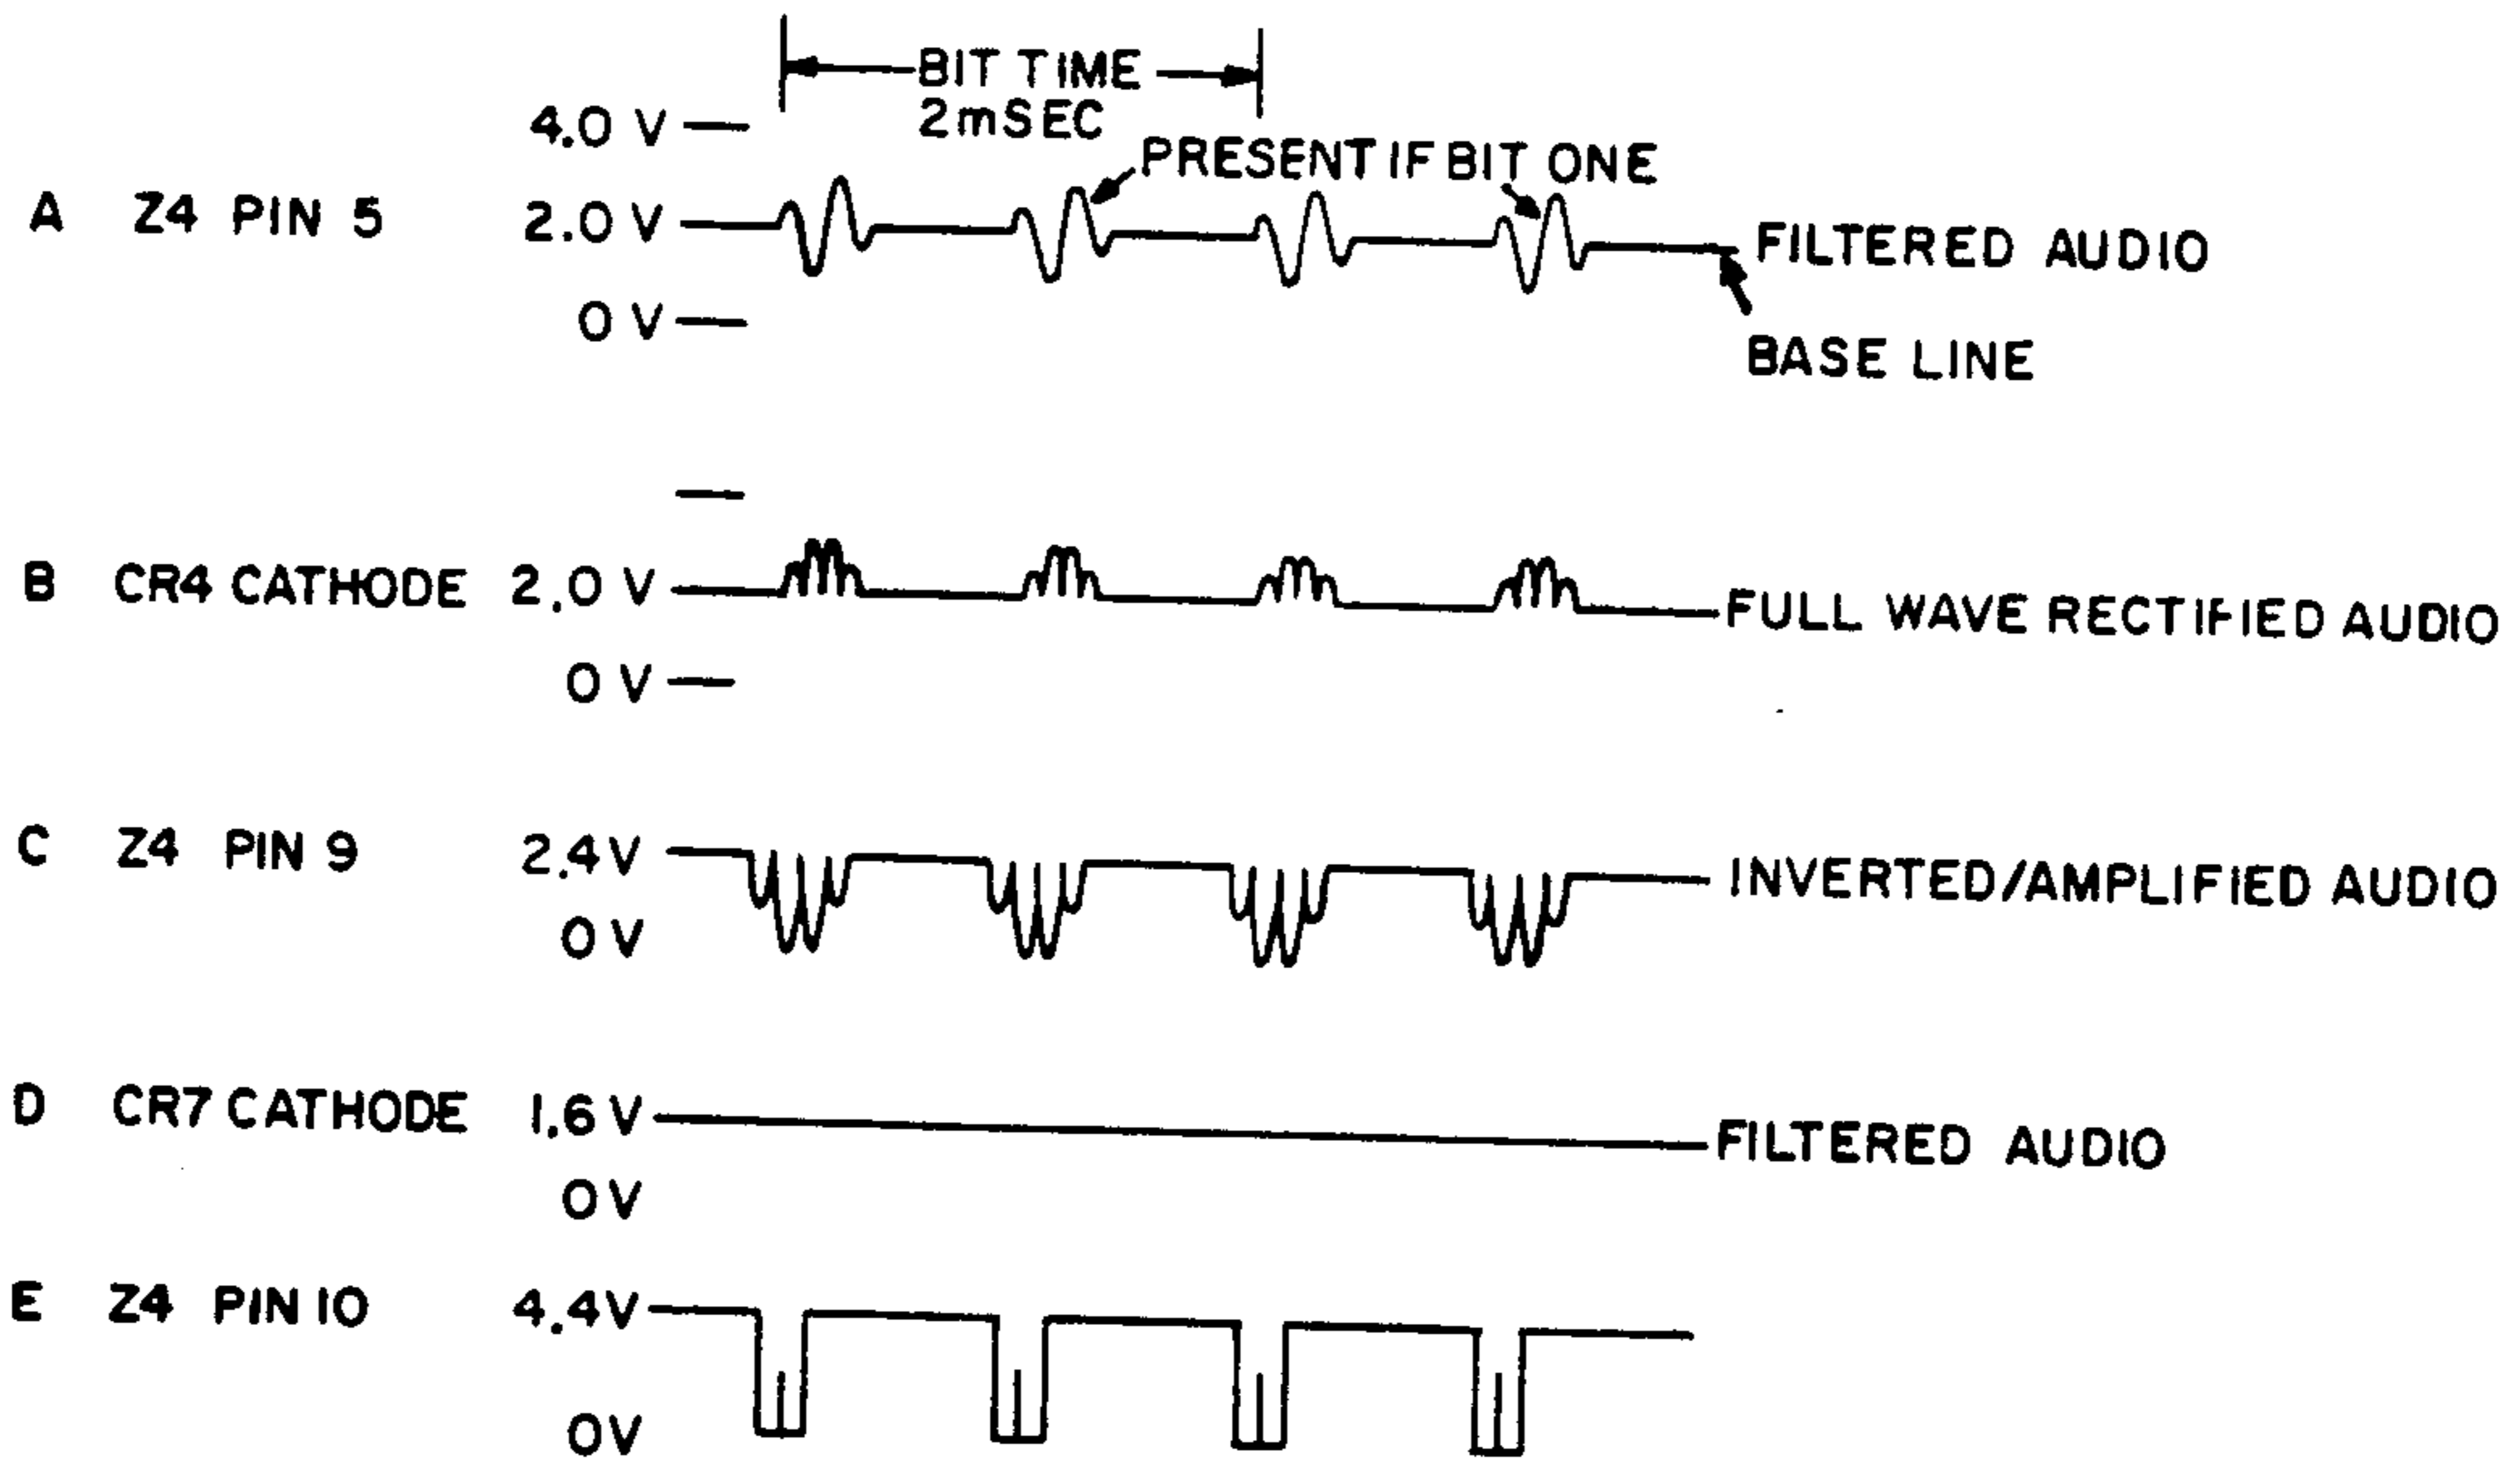 BIT TIME
2mSEC
4.0 V
PRESENT IF BIT ONE
A Z4 PIN 5 2.0 V FILTERED AUDIO
0 V
BASE LINE
B CR4 CATHODE 2.0 V FULL WAVE RECTIFIED AUDIO
0 V
C Z4 PIN 9 2.4V INVERTED/AMPLIFIED AUDIO
0 V
D CR7 CATHODE 1.6 V FILTERED AUDIO
0V
E Z4 PIN 10 4.4V
0V